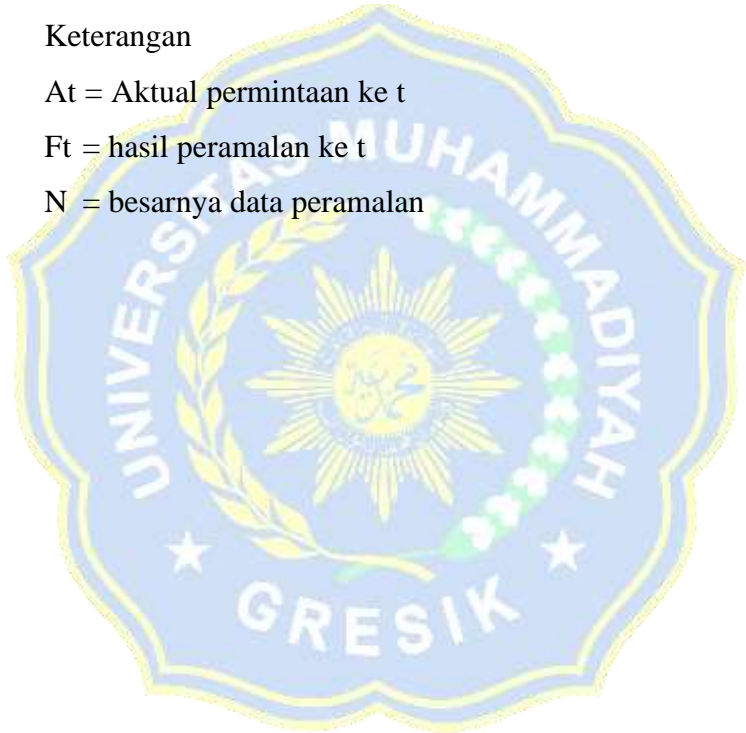 Keterangan
At = Aktual permintaan ke t
Ft = hasil peramalan ke t
N = besarnya data peramalan
UNIVERSITAS MUHAMMADIYAH
GRESIK